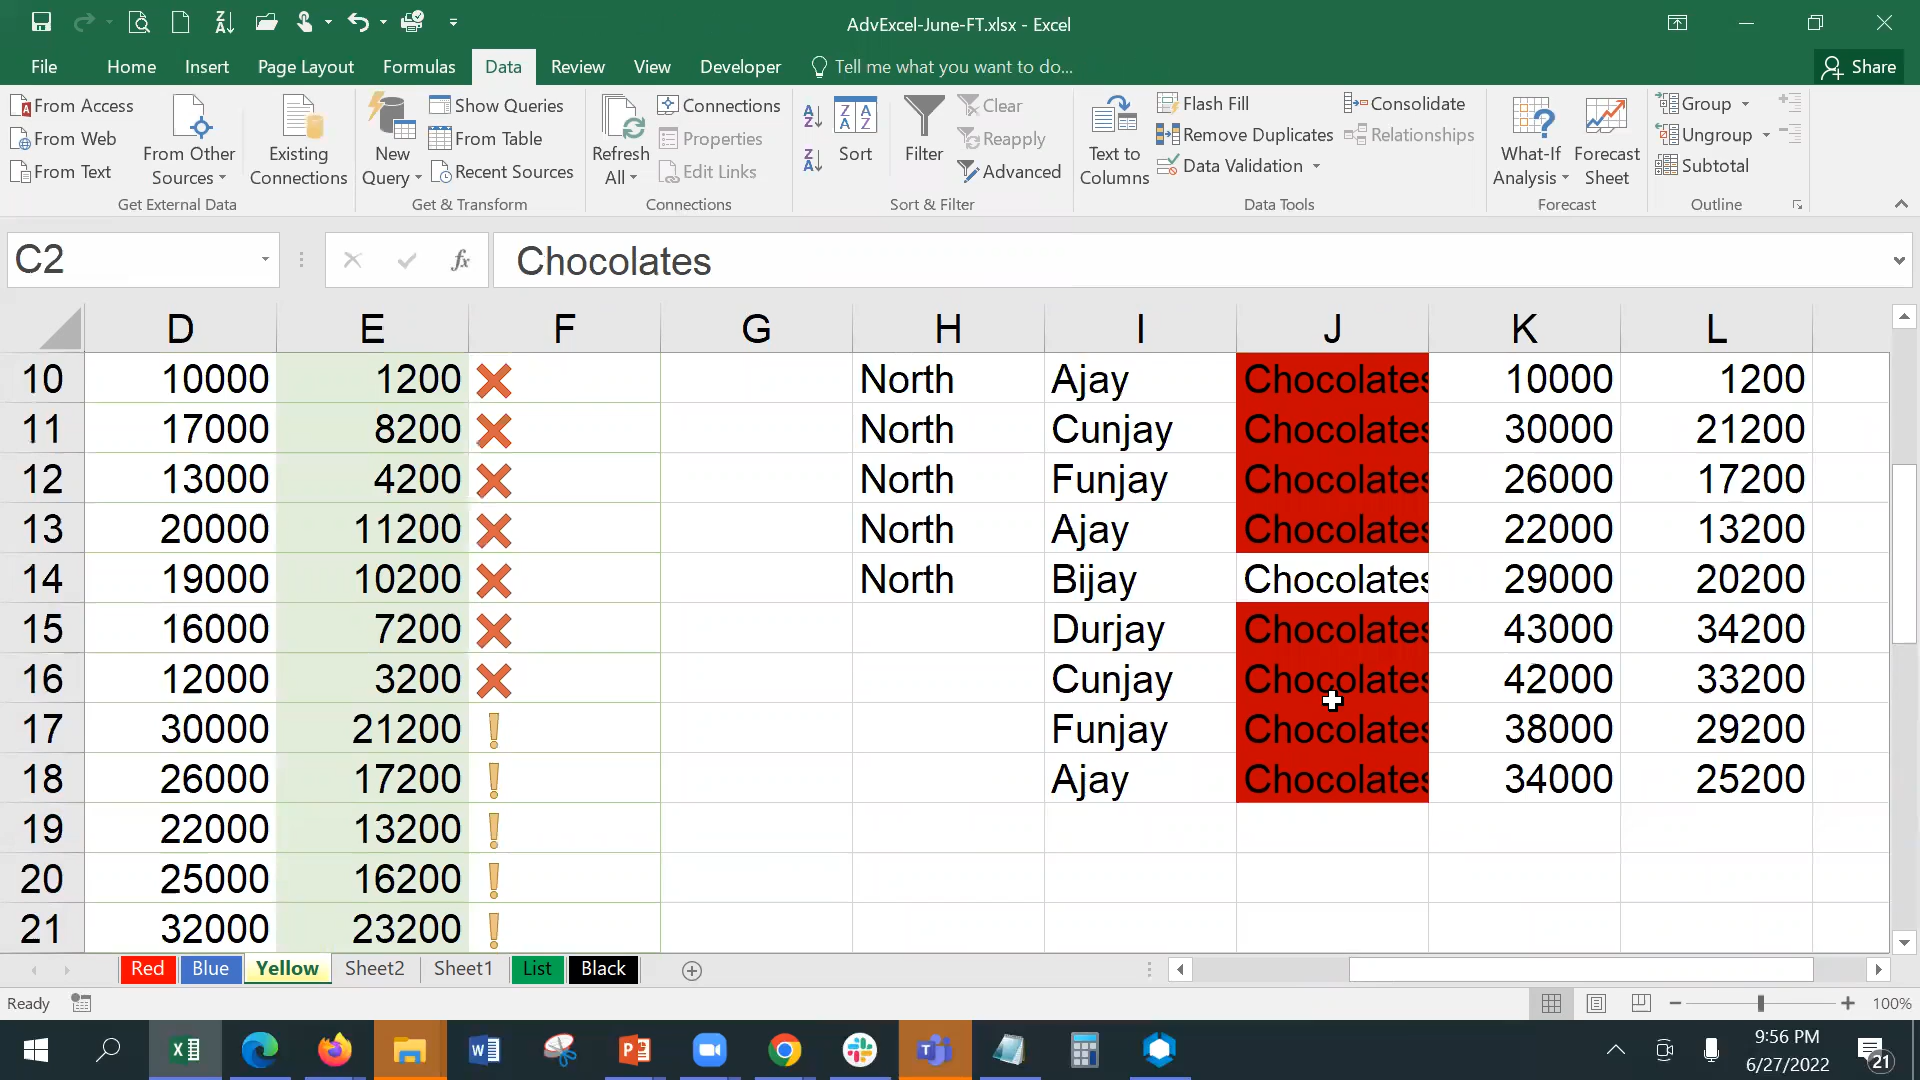 AdvExcel-June-FT.xlsx - Excel
File Home Insert Page Layout Formulas Data Review View Developer Tell me what you want to do... Share
From Access
From Web
From Text
From Other Sources
Existing Connections
Get External Data
New Query
Show Queries
From Table
Recent Sources
Get & Transform
Refresh All
Connections
Properties
Edit Links
Connections
Sort
Filter
Clear
Reapply
Advanced
Sort & Filter
Text to Columns
Flash Fill
Remove Duplicates
Data Validation
Consolidate
Relationships
Data Tools
What-If Analysis
Forecast Sheet
Forecast
Group
Ungroup
Subtotal
Outline
C2 fx Chocolates
D E F G H I J K L
10 10000 1200 North Ajay Chocolates 10000 1200
11 17000 8200 North Cunjay Chocolates 30000 21200
12 13000 4200 North Funjay Chocolates 26000 17200
13 20000 11200 North Ajay Chocolates 22000 13200
14 19000 10200 North Bijay Chocolates 29000 20200
15 16000 7200 Durjay Chocolates 43000 34200
16 12000 3200 Cunjay Chocolates 42000 33200
17 30000 21200 Funjay Chocolates 38000 29200
18 26000 17200 Ajay Chocolates 34000 25200
19 22000 13200
20 25000 16200
21 32000 23200
Red Blue Yellow Sheet2 Sheet1 List Black
Ready 100%
9:56 PM
6/27/2022
21